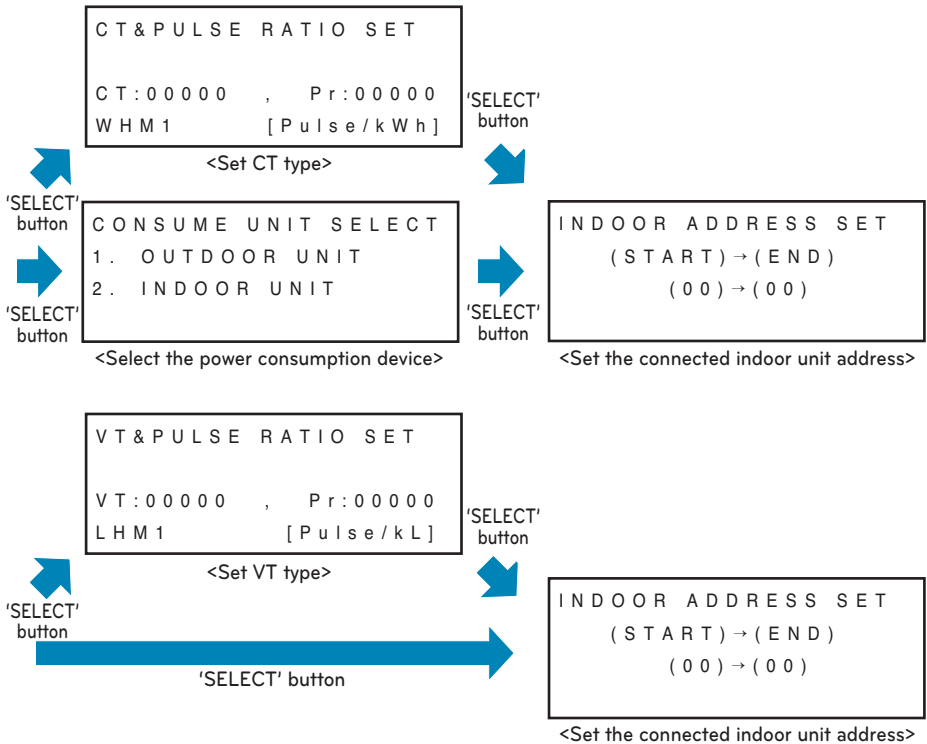 CT&PULSE RATIO SET
CT:00000 , Pr:00000
WHM1 [Pulse/kWh]
<Set CT type>
'SELECT'
button
'SELECT'
button
CONSUME UNIT SELECT
1. OUTDOOR UNIT
2. INDOOR UNIT
<Select the power consumption device>
'SELECT'
button
'SELECT'
button
INDOOR ADDRESS SET
(START)→(END)
(00)→(00)
<Set the connected indoor unit address>
VT&PULSE RATIO SET
VT:00000 , Pr:00000
LHM1 [Pulse/kL]
<Set VT type>
'SELECT'
button
'SELECT'
button
'SELECT' button
INDOOR ADDRESS SET
(START)→(END)
(00)→(00)
<Set the connected indoor unit address>